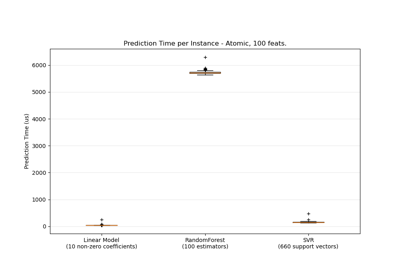 Prediction Time per Instance - Atomic, 100 feats.
Prediction Time (us)
6000
5000
4000
3000
2000
1000
0
Linear Model
(10 non-zero coefficients)
RandomForest
(100 estimators)
SVR
(660 support vectors)